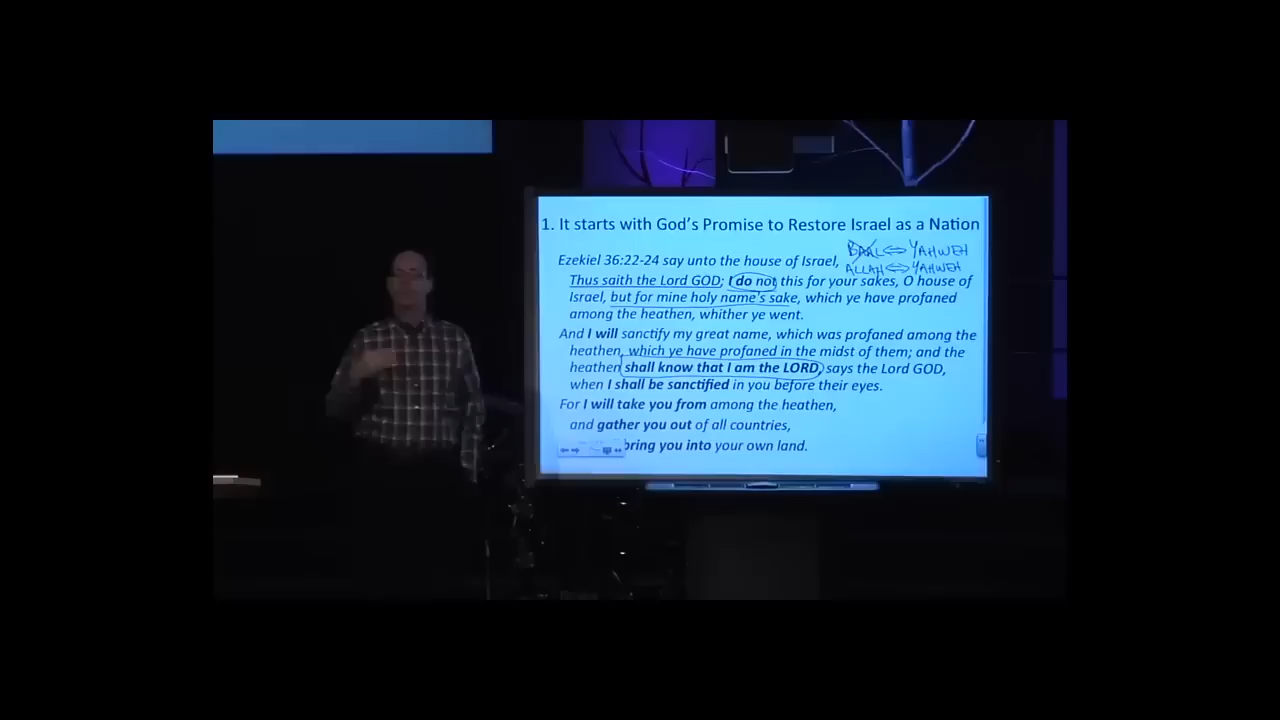 1. It starts with God's Promise to Restore Israel as a Nation
BAAL ⇔ YAHWEH
Ezekiel 36:22-24 say unto the house of Israel,
ALLAH ⇔ YAHWEH
Thus saith the Lord GOD; I do not this for your sakes, O house of
Israel, but for mine holy name's sake, which ye have profaned
among the heathen, whither ye went.
And I will sanctify my great name, which was profaned among the
heathen, which ye have profaned in the midst of them; and the
heathen shall know that I am the LORD, says the Lord GOD,
when I shall be sanctified in you before their eyes.
For I will take you from among the heathen,
and gather you out of all countries,
bring you into your own land.